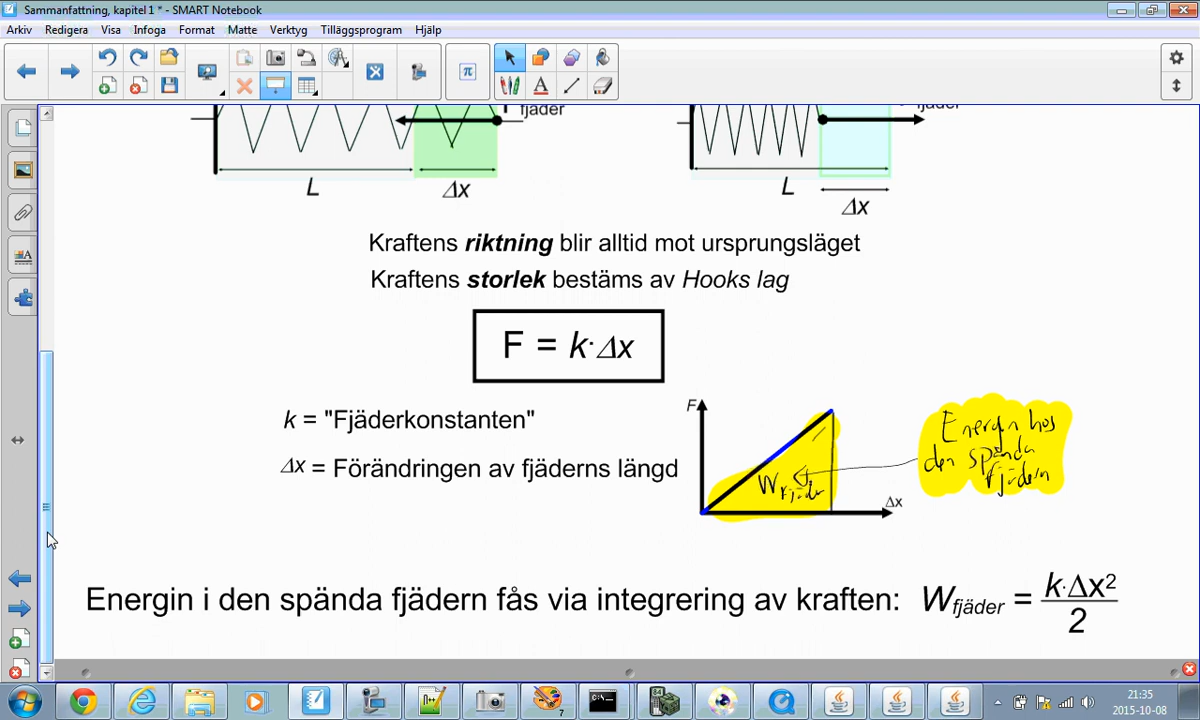 Sammanfattning, kapitel 1 * - SMART Notebook
Arkiv Redigera Visa Infoga Format Matte Verktyg Tilläggsprogram Hjälp
π
fjäder
L
Δx
L
Δx
Kraftens riktning blir alltid mot ursprungsläget
Kraftens storlek bestäms av Hooks lag
F = k·Δx
k = "Fjäderkonstanten"
Δx = Förändringen av fjäderns längd
F
Δx
W fjäder
Energin hos
den spända
fjädern
Energin i den spända fjädern fås via integrering av kraften: Wfjäder = k·Δx²
2
21:35
2015-10-08